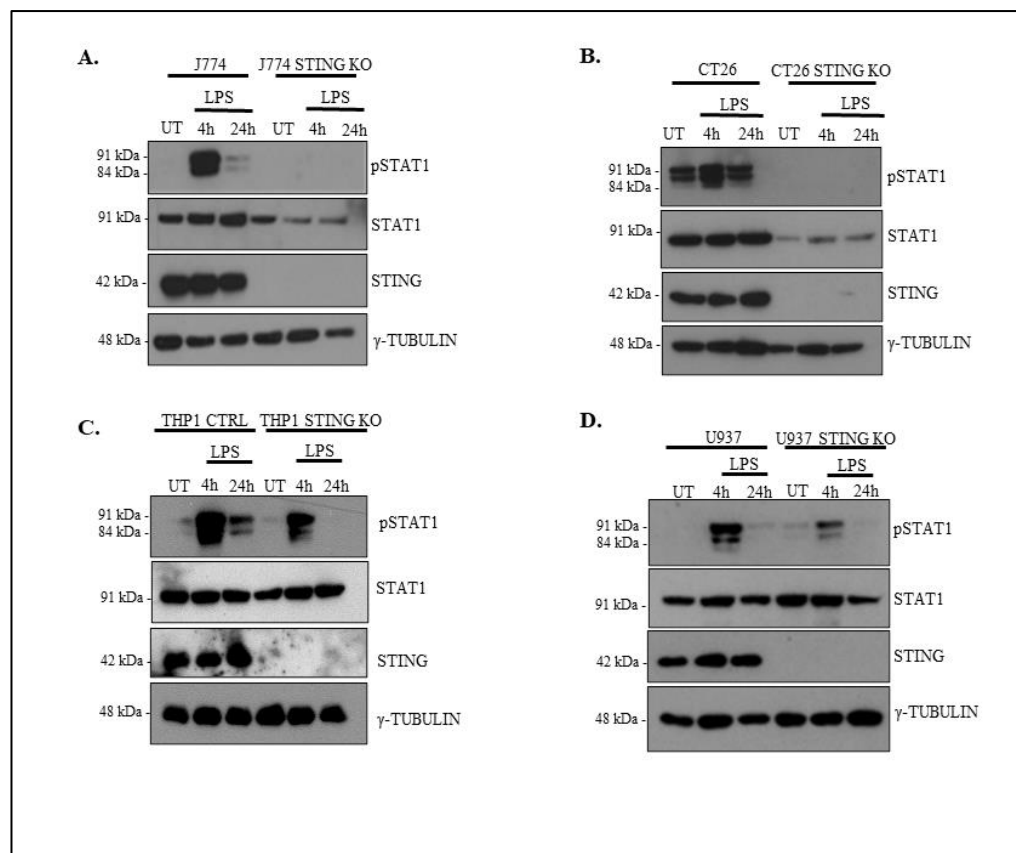 A.
J774 J774 STING KO
LPS LPS
UT 4h 24h UT 4h 24h
91 kDa -
84 kDa -
pSTAT1
91 kDa -
STAT1
42 kDa -
STING
48 kDa -
γ-TUBULIN
B.
CT26 CT26 STING KO
LPS LPS
UT 4h 24h UT 4h 24h
91 kDa -
84 kDa -
pSTAT1
91 kDa -
STAT1
42 kDa -
STING
48 kDa -
γ-TUBULIN
C.
THP1 CTRL THP1 STING KO
LPS LPS
UT 4h 24h UT 4h 24h
91 kDa -
84 kDa -
pSTAT1
91 kDa -
STAT1
42 kDa -
STING
48 kDa -
γ-TUBULIN
D.
U937 U937 STING KO
LPS LPS
UT 4h 24h UT 4h 24h
91 kDa -
84 kDa -
pSTAT1
91 kDa -
STAT1
42 kDa -
STING
48 kDa -
γ-TUBULIN